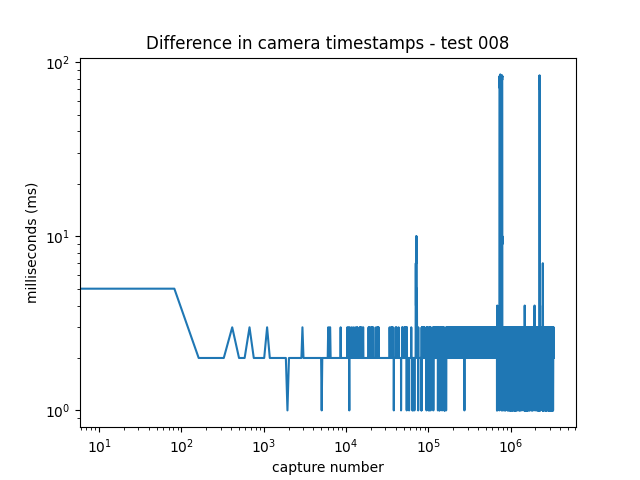 Difference in camera timestamps - test 008
10²
10¹
10⁰
milliseconds (ms)
10¹ 10² 10³ 10⁴ 10⁵ 10⁶
capture number